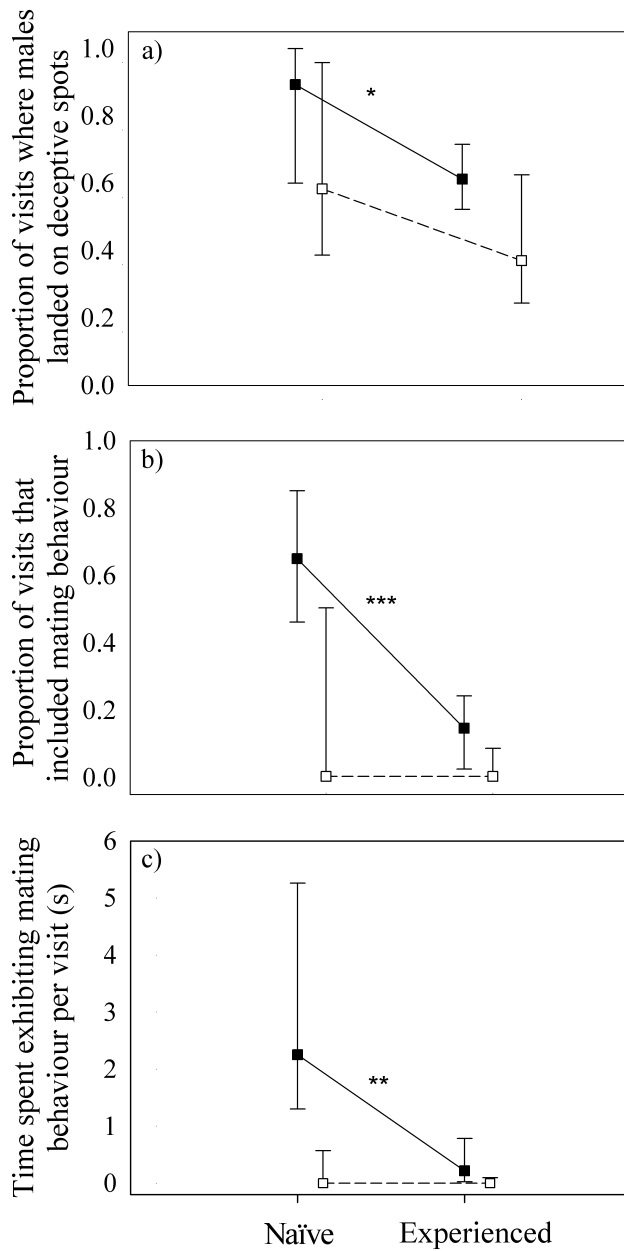 Proportion of visits where males
landed on deceptive spots
a)
1.0
0.8
0.6
0.4
0.2
0.0
*
Proportion of visits that
included mating behaviour
b)
1.0
0.8
0.6
0.4
0.2
0.0
***
Time spent exhibiting mating
behaviour per visit (s)
c)
6
5
4
3
2
1
0
**
Naïve Experienced